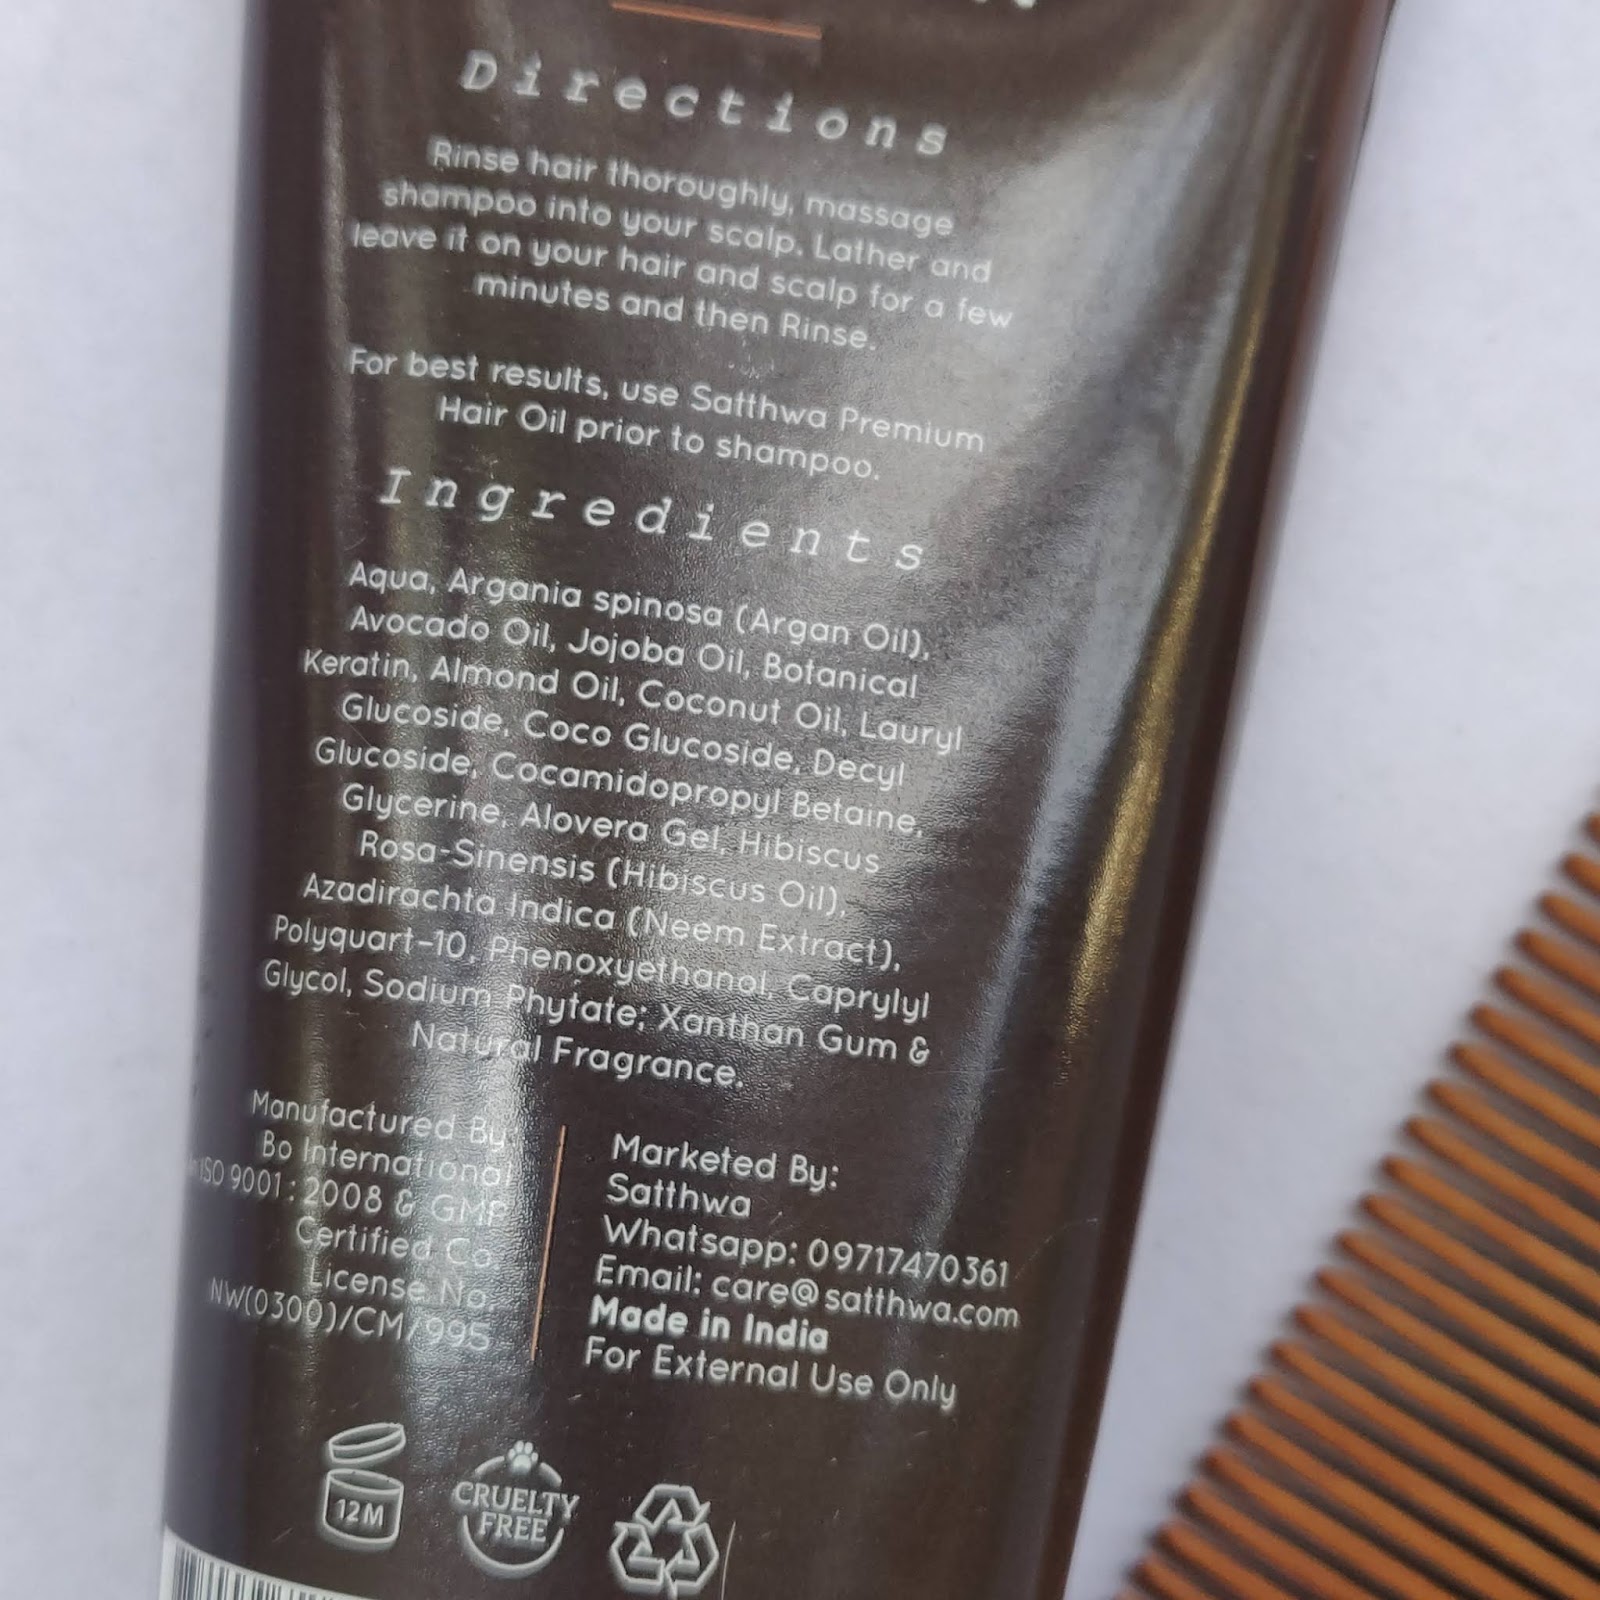 Directions
Rinse hair thoroughly, massage
shampoo into your scalp. Lather and
leave it on your hair and scalp for a few
minutes and then Rinse.
For best results, use Satthwa Premium
Hair Oil prior to shampoo.
Ingredients
Aqua, Argania spinosa (Argan Oil),
Avocado Oil, Jojoba Oil, Botanical
Keratin, Almond Oil, Coconut Oil, Lauryl
Glucoside, Coco Glucoside, Decyl
Glucoside, Cocamidopropyl Betaine,
Glycerine, Alovera Gel, Hibiscus
Rosa-Sinensis (Hibiscus Oil),
Azadirachta Indica (Neem Extract),
Polyquart-10, Phenoxyethanol, Caprylyl
Glycol, Sodium Phytate, Xanthan Gum &
Natural Fragrance.
Manufactured By:
Bo International
ISO 9001 : 2008 & GMP
Certified Co.
License No.
NW(0300)/CM/995
Marketed By:
Satthwa
Whatsapp: 09717470361
Email: care@satthwa.com
Made in India
For External Use Only
12M
CRUELTY
FREE